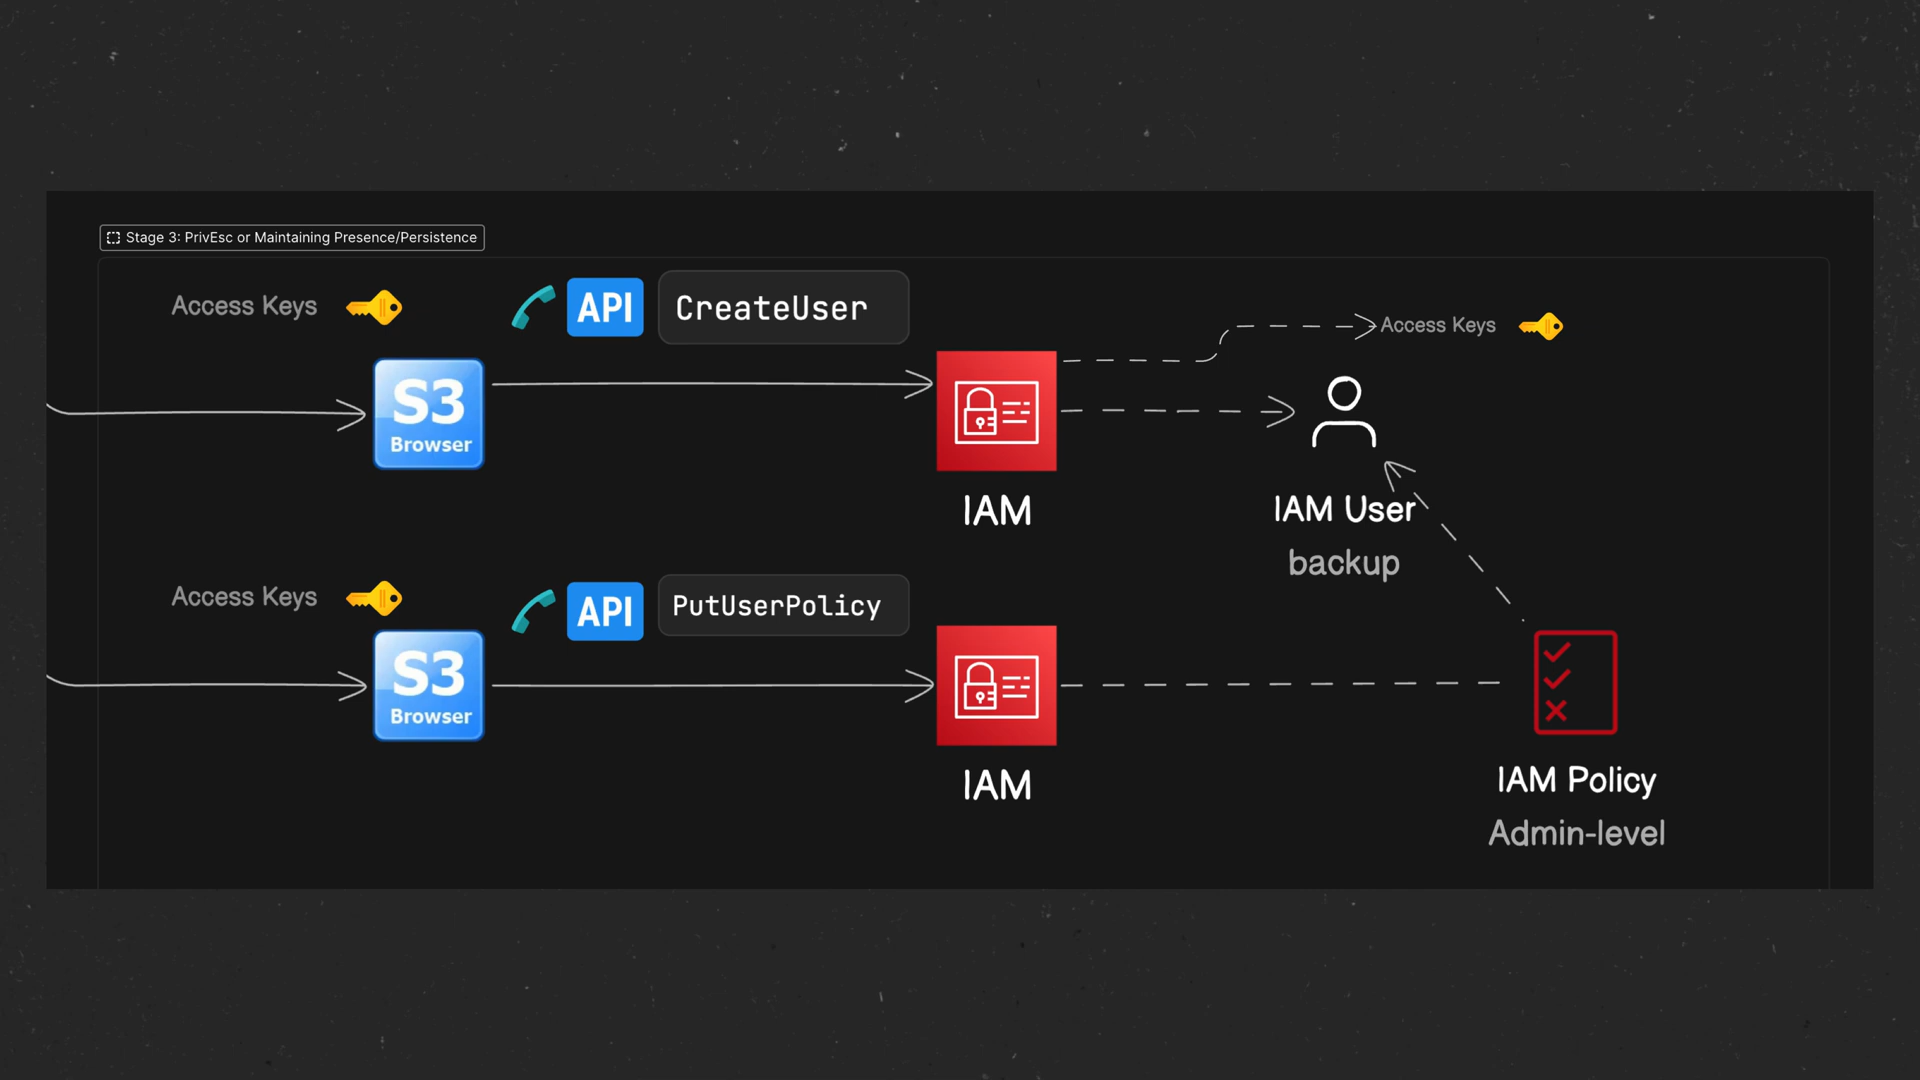 Stage 3: PrivEsc or Maintaining Presence/Persistence
Access Keys
API
CreateUser
Access Keys
S3
Browser
IAM
IAM User
backup
Access Keys
API
PutUserPolicy
S3
Browser
IAM
IAM Policy
Admin-level